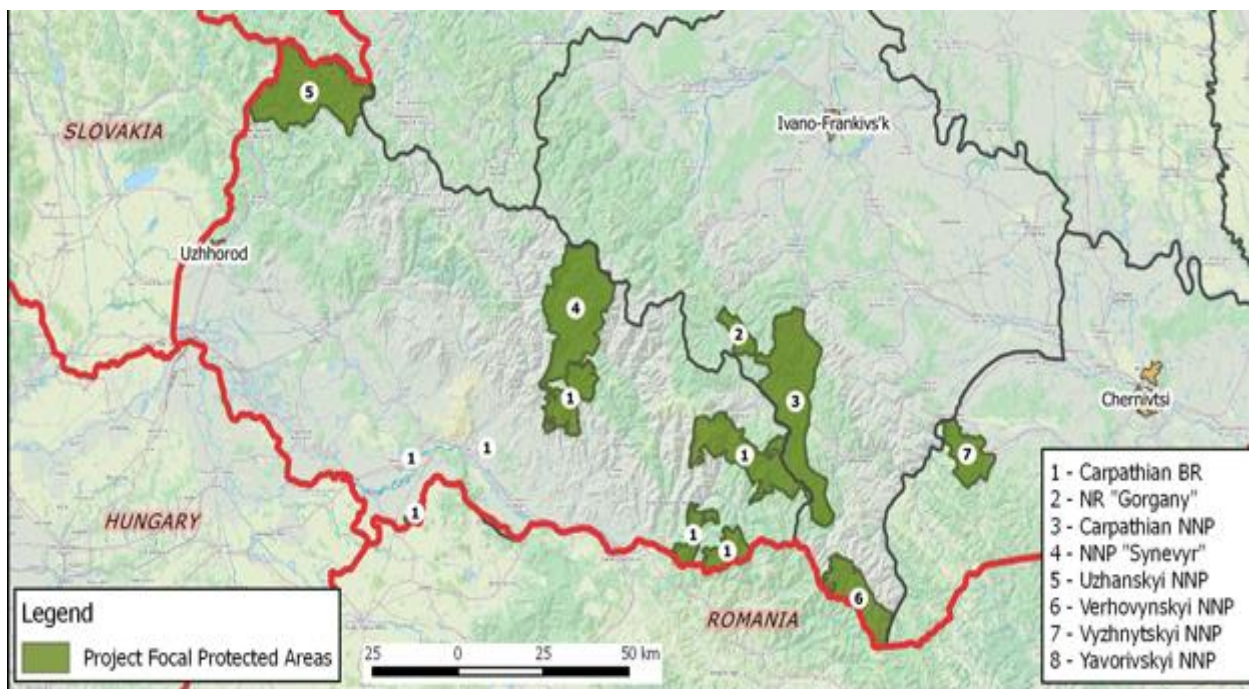 5
SLOVAKIA
Ivano-Frankivs'k
Uzhhorod
4
2
3
1
Chernivtsi
1
1
1
7
HUNGARY
1
1
1
6
ROMANIA
Legend
Project Focal Protected Areas
25 0 25 50 km
1 - Carpathian BR
2 - NR "Gorgany"
3 - Carpathian NNP
4 - NNP "Synevyr"
5 - Uzhanskyi NNP
6 - Verhovynskyi NNP
7 - Vyzhnytskyi NNP
8 - Yavorivskyi NNP